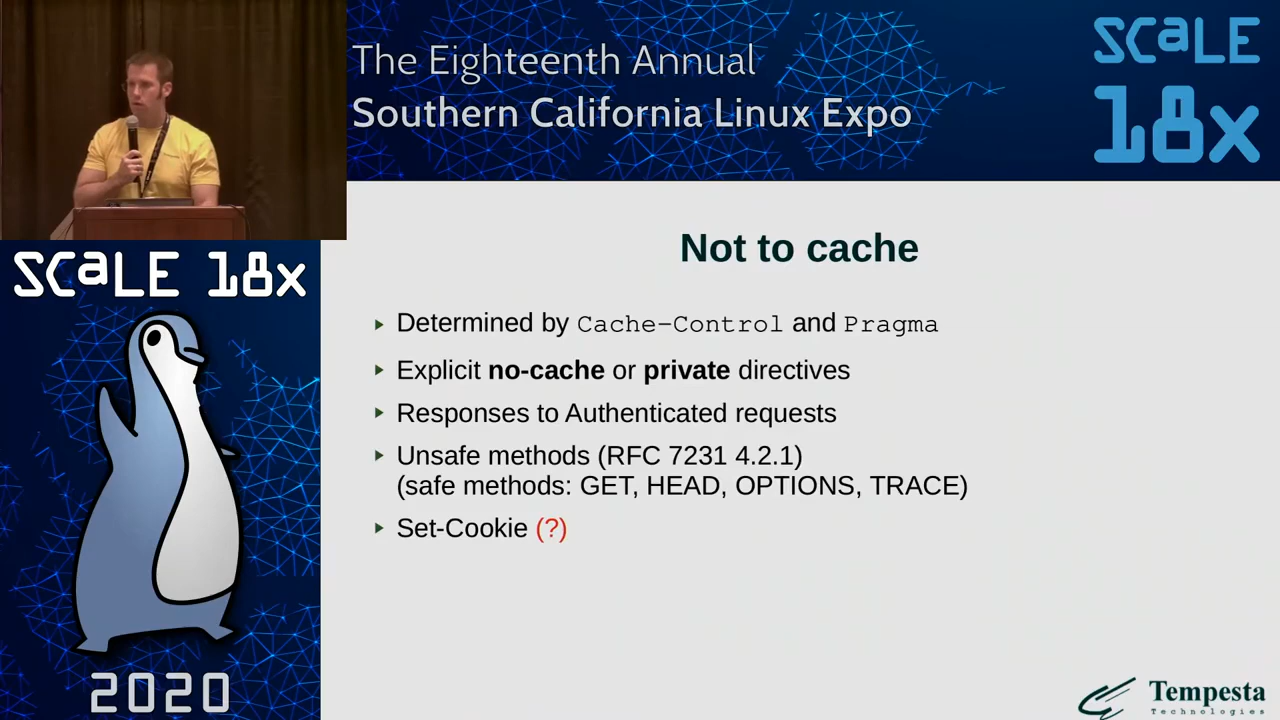 The Eighteenth Annual
Southern California Linux Expo
SCaLE
18x
SCaLE 18x
2020
Not to cache
Determined by Cache-Control and Pragma
Explicit no-cache or private directives
Responses to Authenticated requests
Unsafe methods (RFC 7231 4.2.1)
(safe methods: GET, HEAD, OPTIONS, TRACE)
Set-Cookie (?)
Tempesta
Technologies